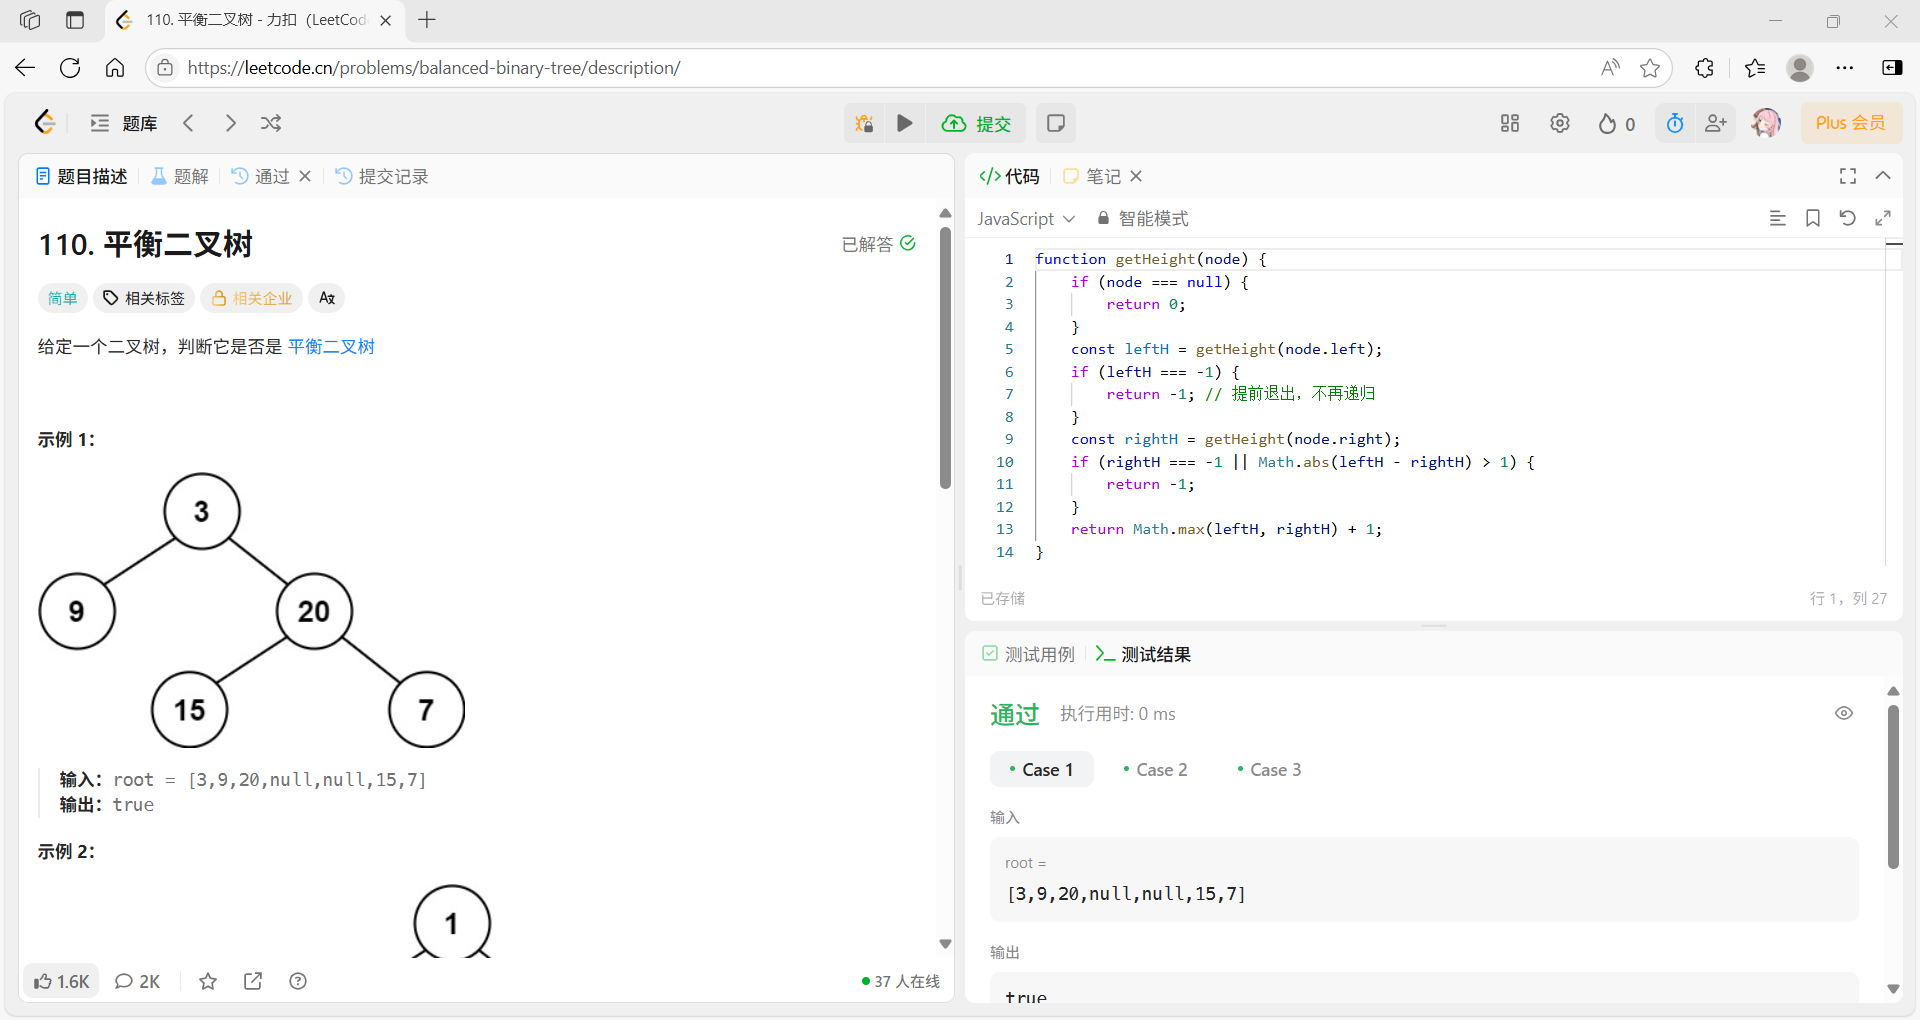 110. 平衡二叉树 - 力扣（LeetCod
https://leetcode.cn/problems/balanced-binary-tree/description/
题库
提交
0
Plus 会员
题目描述
题解
通过
提交记录
110. 平衡二叉树
已解答
简单
相关标签
相关企业
给定一个二叉树，判断它是否是 平衡二叉树
示例 1：
3
9
20
15
7
输入：root = [3,9,20,null,null,15,7]
输出：true
示例 2：
1
1.6K
2K
37 人在线
</> 代码
笔记
JavaScript
智能模式
1 function getHeight(node) {
2 if (node === null) {
3 return 0;
4 }
5 const leftH = getHeight(node.left);
6 if (leftH === -1) {
7 return -1; // 提前退出，不再递归
8 }
9 const rightH = getHeight(node.right);
10 if (rightH === -1 || Math.abs(leftH - rightH) > 1) {
11 return -1;
12 }
13 return Math.max(leftH, rightH) + 1;
14 }
已存储
行 1，列 27
测试用例
测试结果
通过
执行用时: 0 ms
Case 1
Case 2
Case 3
输入
root =
[3,9,20,null,null,15,7]
输出
true